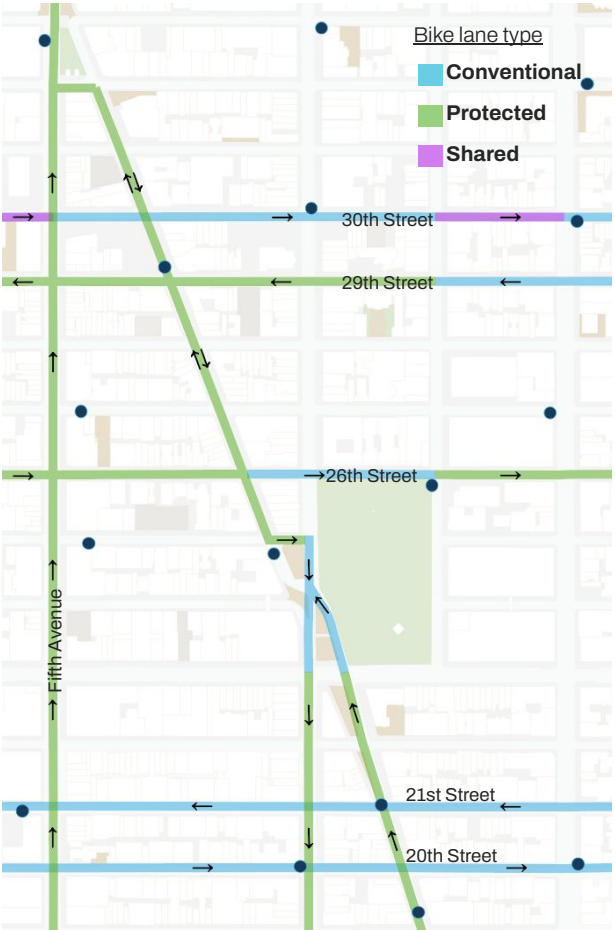 Bike lane type
Conventional
Protected
Shared
30th Street
29th Street
26th Street
Fifth Avenue
21st Street
20th Street